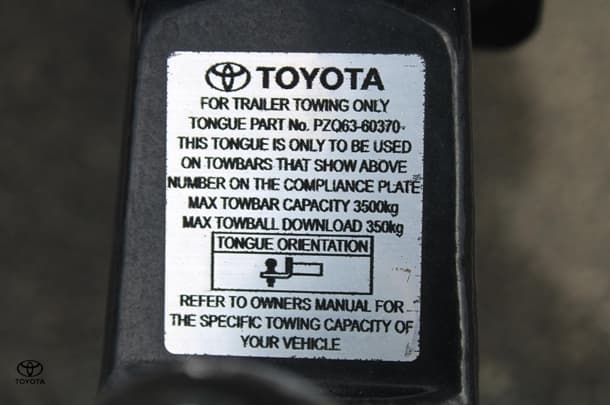 TOYOTA
FOR TRAILER TOWING ONLY
TONGUE PART No. PZQ63-60370-
THIS TONGUE IS ONLY TO BE USED
ON TOWBARS THAT SHOW ABOVE
NUMBER ON THE COMPLIANCE PLATE
MAX TOWBAR CAPACITY 3500kg
MAX TOWBALL DOWNLOAD 350kg
TONGUE ORIENTATION
REFER TO OWNERS MANUAL FOR
THE SPECIFIC TOWING CAPACITY OF
YOUR VEHICLE
TOYOTA